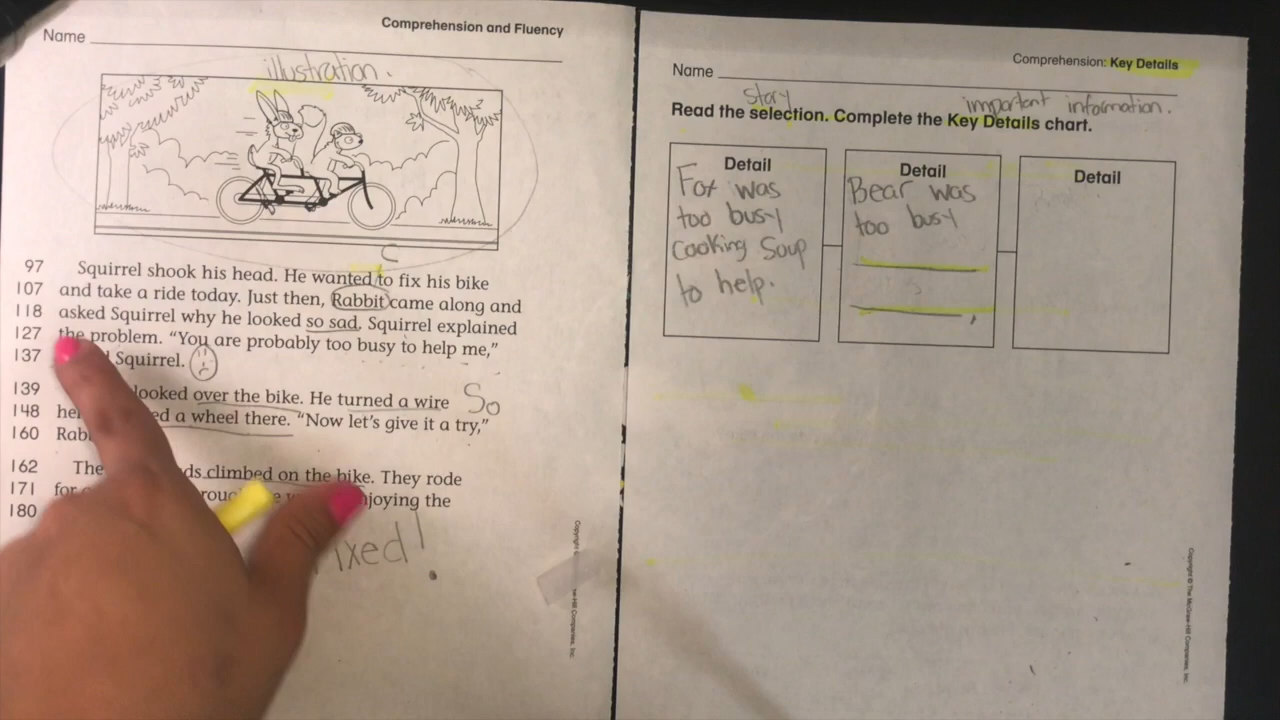 Comprehension and Fluency
Name
illustration.
97 Squirrel shook his head. He wanted to fix his bike
107 and take a ride today. Just then, Rabbit came along and
118 asked Squirrel why he looked so sad. Squirrel explained
127 the problem. “You are probably too busy to help me,”
137 Squirrel.
139 looked over the bike. He turned a wire So
148 a wheel there. “Now let's give it a try,”
160
162 climbed on the bike. They rode
171 the
180
Comprehension: Key Details
Name
story important information.
Read the selection. Complete the Key Details chart.
Detail
Fox was
too busy
cooking soup
to help.
Detail
Bear was
too busy
Detail